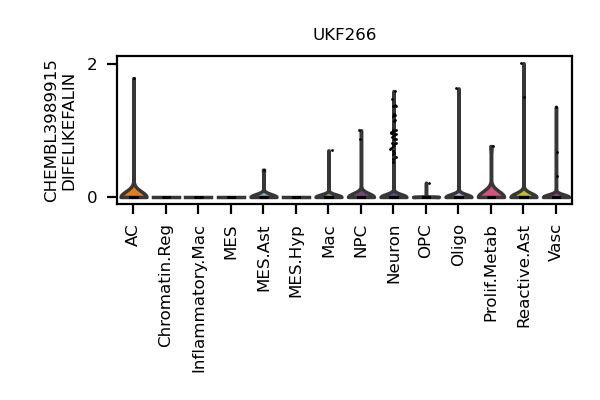 UKF266
CHEMBL3989915
DIFELIKEFALIN
2
0
AC
Chromatin.Reg
Inflammatory.Mac
MES
MES.Ast
MES.Hyp
Mac
NPC
Neuron
OPC
Oligo
Prolif.Metab
Reactive.Ast
Vasc